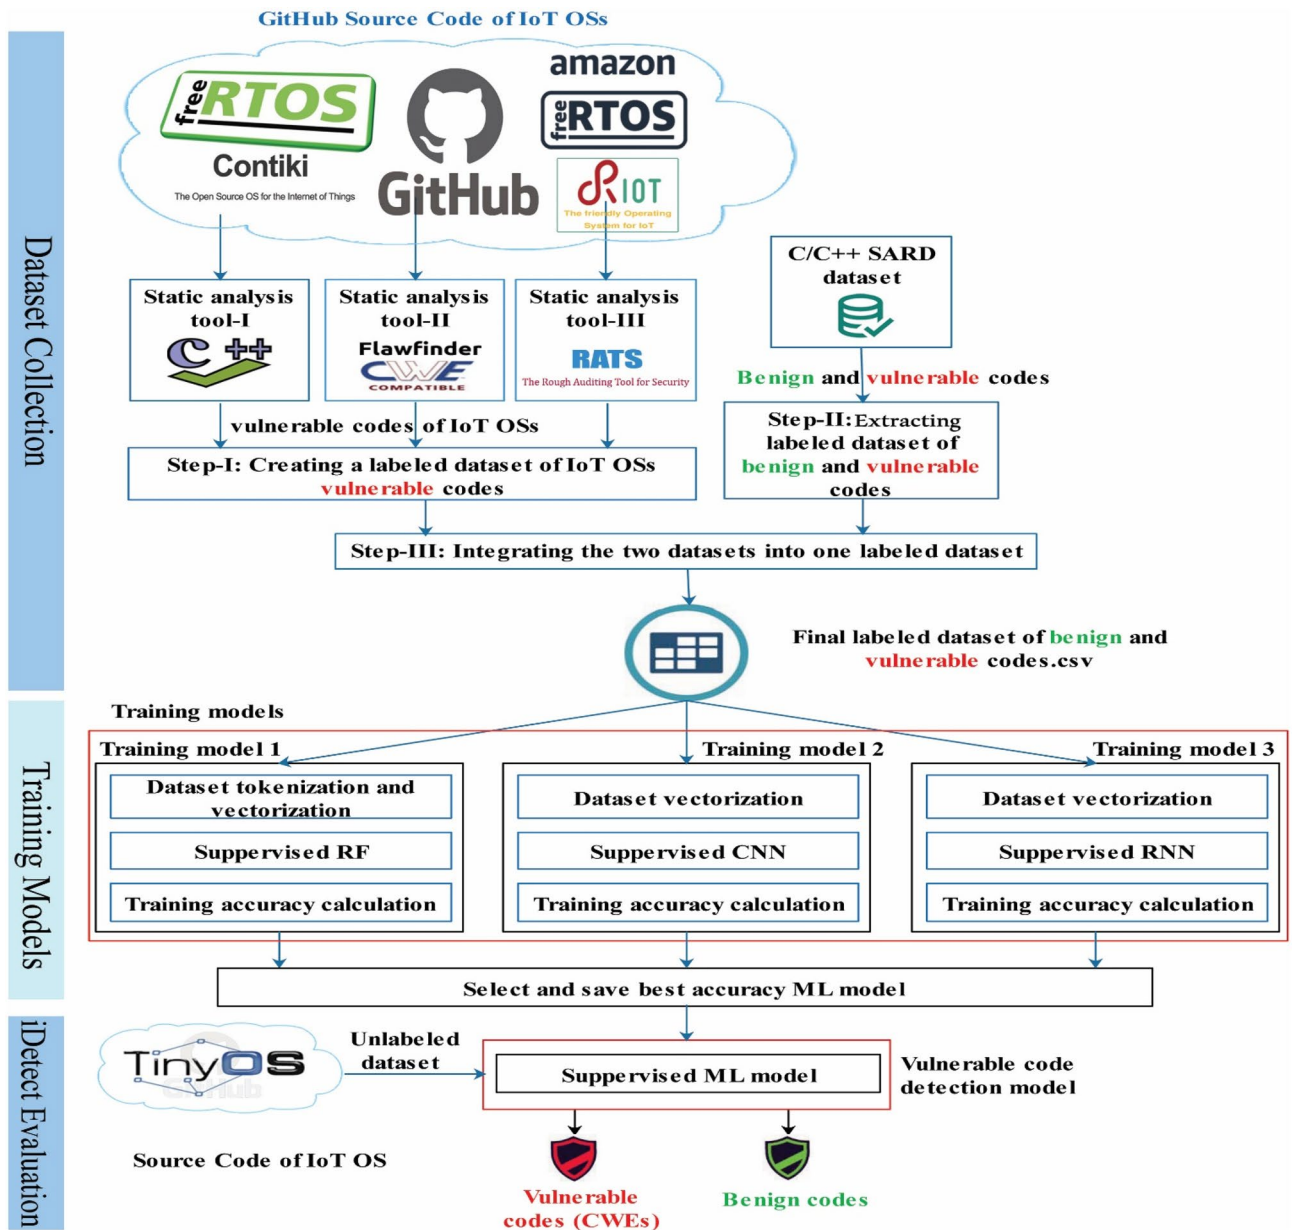 GitHub Source Code of IoT OSs
Dataset Collection
free RTOS
Contiki
The Open Source OS for the Internet of Things
GitHub
amazon
free RTOS
RIOT
The friendly Operating
System for IoT
Static analysis
tool-I
C ++
Static analysis
tool-II
Flawfinder
CWE
COMPATIBLE
Static analysis
tool-III
RATS
The Rough Auditing Tool for Security
C/C++ SARD
dataset
Benign and vulnerable codes
vulnerable codes of IoT OSs
Step-I: Creating a labeled dataset of IoT OSs
vulnerable codes
Step-II: Extracting
labeled dataset of
benign and vulnerable
codes
Step-III: Integrating the two datasets into one labeled dataset
Final labeled dataset of benign and
vulnerable codes.csv
Training Models
Training models
Training model 1
Dataset tokenization and
vectorization
Suppervised RF
Training accuracy calculation
Training model 2
Dataset vectorization
Suppervised CNN
Training accuracy calculation
Training model 3
Dataset vectorization
Suppervised RNN
Training accuracy calculation
Select and save best accuracy ML model
iDetect Evaluation
TinyOS
GitHub
Source Code of IoT OS
Unlabeled
dataset
Suppervised ML model
Vulnerable code
detection model
Vulnerable
codes (CWEs)
Benign codes